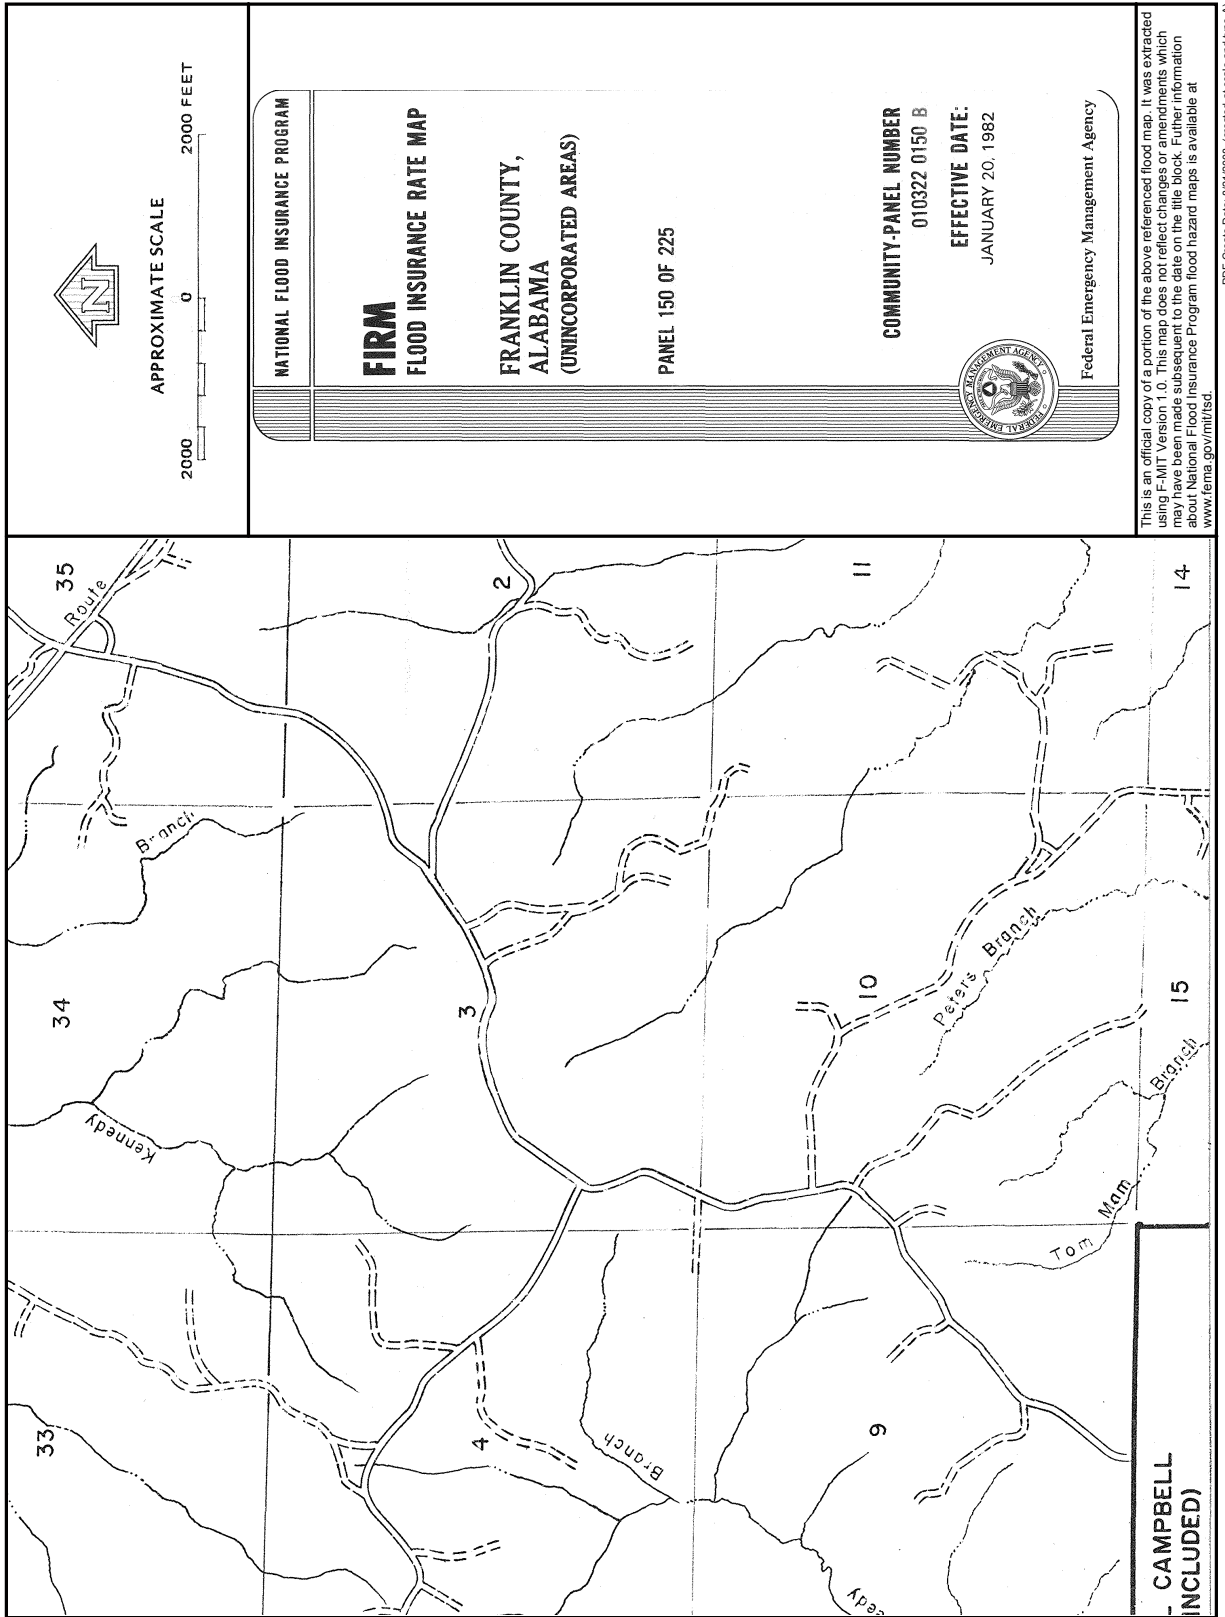 APPROXIMATE SCALE
2000
0
2000 FEET
N
NATIONAL FLOOD INSURANCE PROGRAM
FIRM
FLOOD INSURANCE RATE MAP
FRANKLIN COUNTY,
ALABAMA
(UNINCORPORATED AREAS)
PANEL 150 OF 225
COMMUNITY-PANEL NUMBER
010322 0150 B
EFFECTIVE DATE:
JANUARY 20, 1982
FEDERAL EMERGENCY MANAGEMENT AGENCY
Federal Emergency Management Agency
This is an official copy of a portion of the above referenced flood map. It was extracted
using F-MIT Version 1.0. This map does not reflect changes or amendments which
may have been made subsequent to the date on the title block. Futher information
about National Flood Insurance Program flood hazard maps is available at
www.fema.gov/mit/tsd.
33
34
35
Route
Branch
Kennedy
4
3
2
Branch
9
10
11
Peters Branch
Tom Mam Branch
15
14
CAMPBELL
INCLUDED)